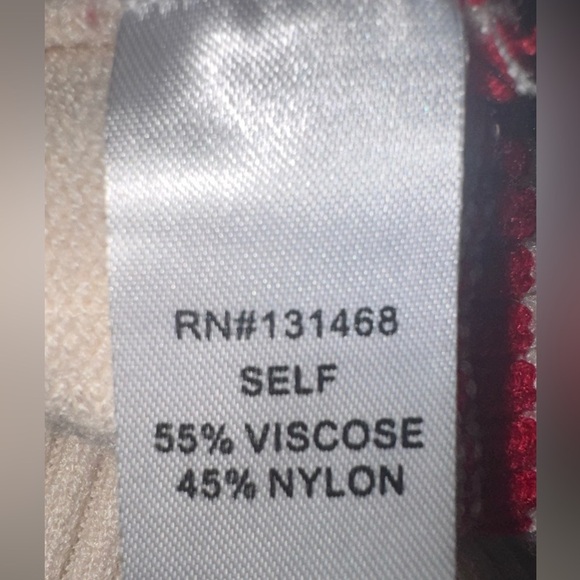 RN#131468
SELF
55% VISCOSE
45% NYLON